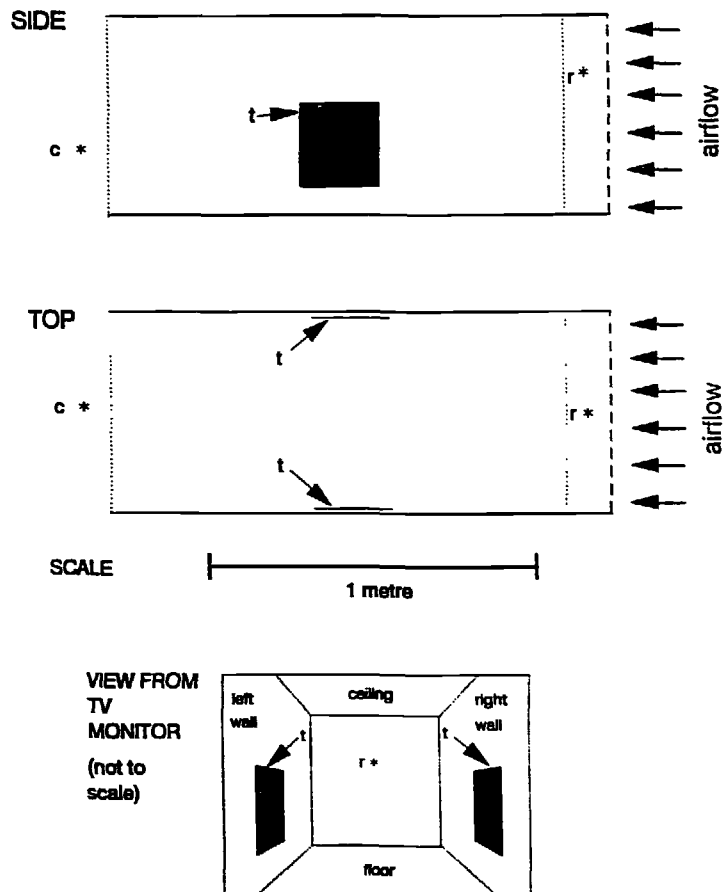 SIDE
r *
t
c *
airflow
TOP
t
c *
r *
t
airflow
SCALE
1 metre
VIEW FROM
TV
MONITOR
(not to
scale)
left
wall
ceiling
right
wall
t
t
r *
floor